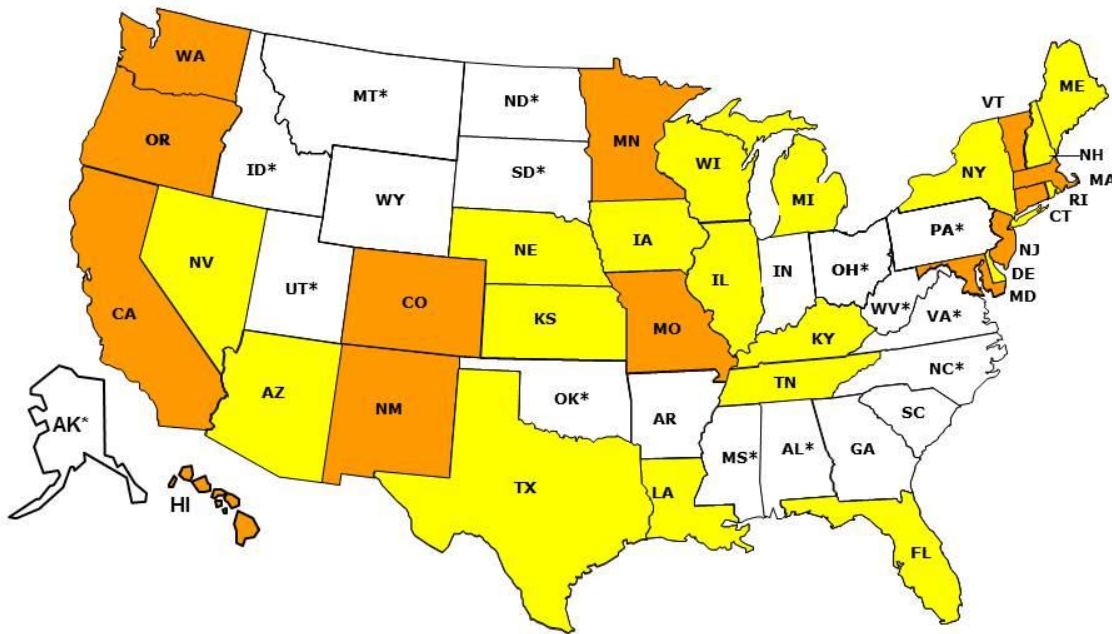 WA
MT*
ND*
MN
VT
ME
OR
ID*
SD*
WI
NH
MA
NY
MI
RI
CT
WY
NE
IA
PA*
NJ
NV
UT*
IL
IN
OH*
DE
MD
CA
CO
KS
MO
WV*
VA*
KY
NC*
TN
AZ
NM
OK*
AR
SC
AK*
MS*
AL*
GA
HI
TX
LA
FL